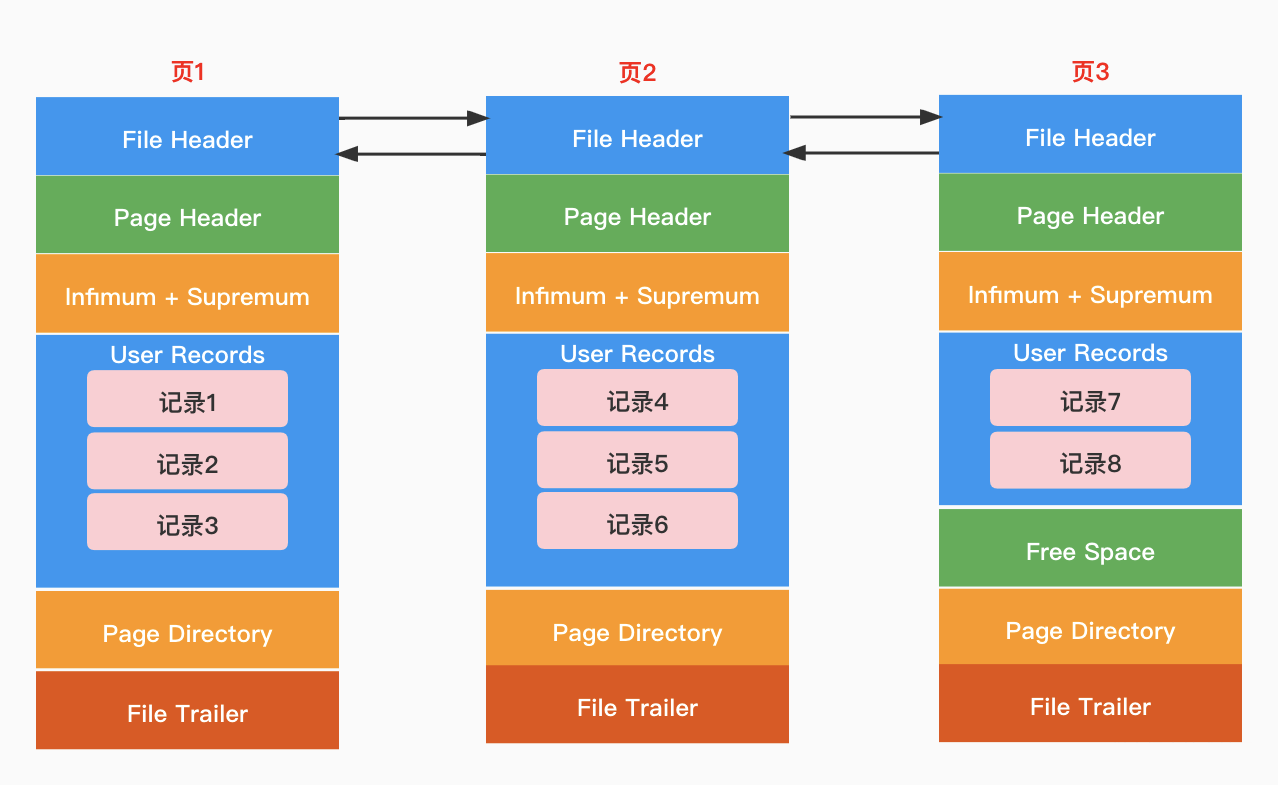 页1
File Header
Page Header
Infimum + Supremum
User Records
记录1
记录2
记录3
Page Directory
File Trailer
页2
File Header
Page Header
Infimum + Supremum
User Records
记录4
记录5
记录6
Page Directory
File Trailer
页3
File Header
Page Header
Infimum + Supremum
User Records
记录7
记录8
Free Space
Page Directory
File Trailer